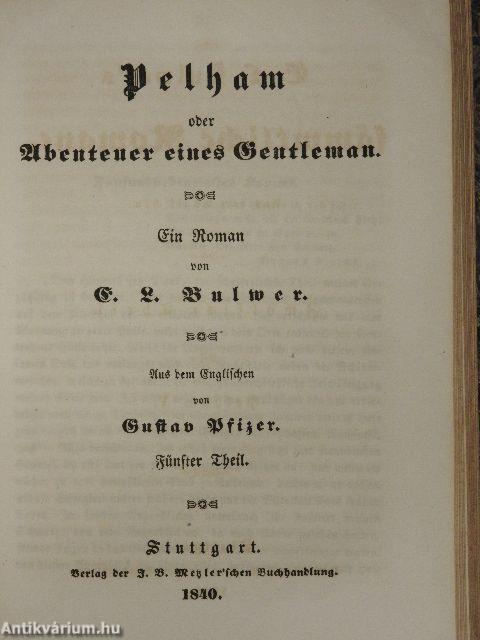 Pelham
oder
Abenteuer eines Gentleman.
Ein Roman
von
E. L. Bulwer.
Aus dem Englischen
von
Gustav Pfizer.
Fünfter Theil.
Stuttgart.
Verlag der J. B. Metzler'schen Buchhandlung.
1840.
Antikvárium.hu